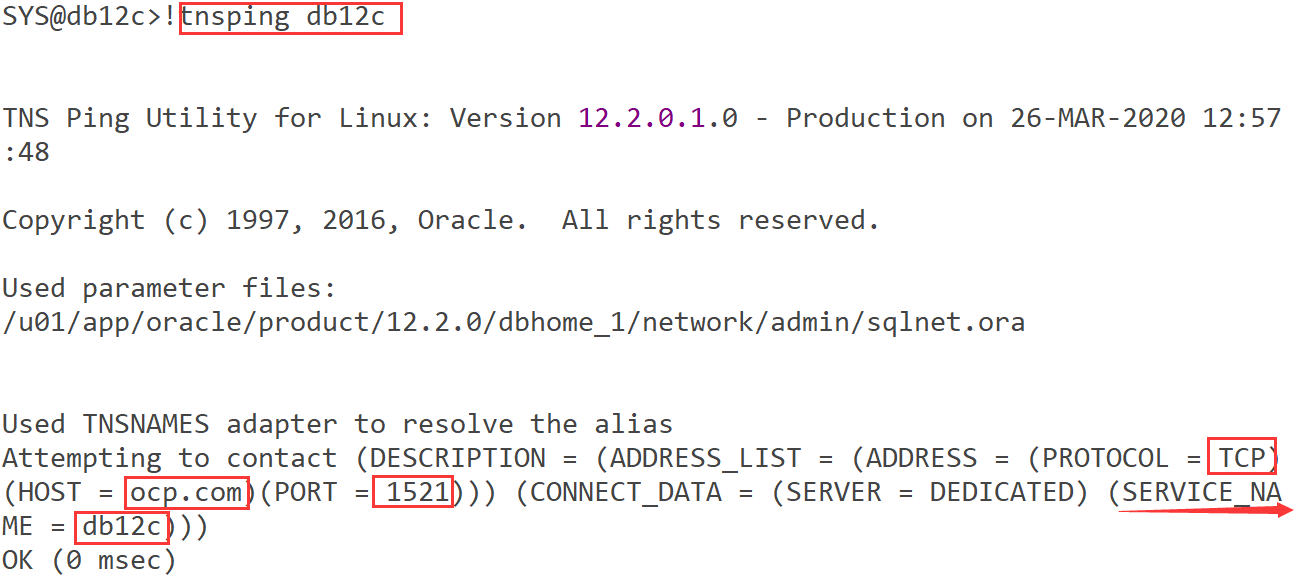 SYS@db12c>!tnsping db12c
TNS Ping Utility for Linux: Version 12.2.0.1.0 - Production on 26-MAR-2020 12:57
:48
Copyright (c) 1997, 2016, Oracle.  All rights reserved.
Used parameter files:
/u01/app/oracle/product/12.2.0/dbhome_1/network/admin/sqlnet.ora
Used TNSNAMES adapter to resolve the alias
Attempting to contact (DESCRIPTION = (ADDRESS_LIST = (ADDRESS = (PROTOCOL = TCP)
(HOST = ocp.com)(PORT = 1521))) (CONNECT_DATA = (SERVER = DEDICATED) (SERVICE_NA
ME = db12c)))
OK (0 msec)